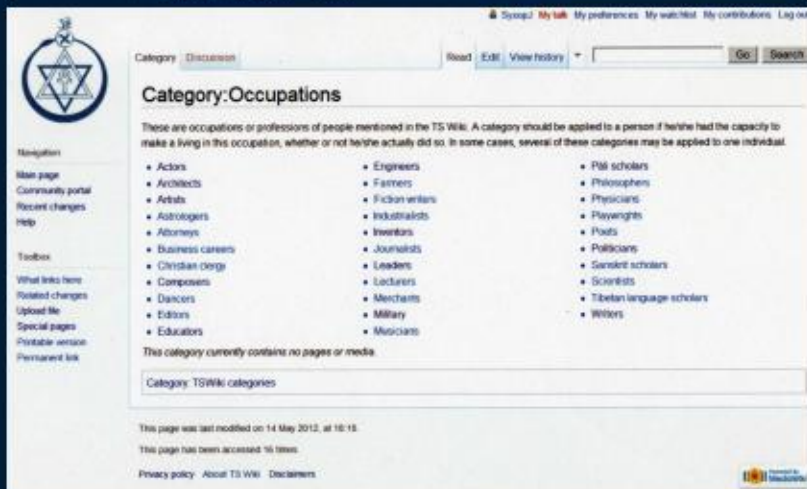 SysopJ My talk My preferences My watchlist My contributions Log out
Category Discussion Read Edit View history Go Search
Category:Occupations
These are occupations or professions of people mentioned in the TS Wiki. A category should be applied to a person if he/she had the capacity to
make a living in this occupation, whether or not he/she actually did so. In some cases, several of these categories may be applied to one individual.
Navigation
Main page
Community portal
Recent changes
Help
Toolbox
What links here
Related changes
Upload file
Special pages
Printable version
Permanent link
• Actors
• Architects
• Artists
• Astrologers
• Attorneys
• Business careers
• Christian clergy
• Composers
• Dancers
• Editors
• Educators
• Engineers
• Farmers
• Fiction writers
• Industrialists
• Inventors
• Journalists
• Leaders
• Lecturers
• Merchants
• Military
• Musicians
• Pāli scholars
• Philosophers
• Physicians
• Playwrights
• Poets
• Politicians
• Sanskrit scholars
• Scientists
• Tibetan language scholars
• Writers
This category currently contains no pages or media.
Category: TSWiki categories
This page was last modified on 14 May 2012, at 16:15.
This page has been accessed 16 times.
Privacy policy About TS Wiki Disclaimers
Powered By
MediaWiki